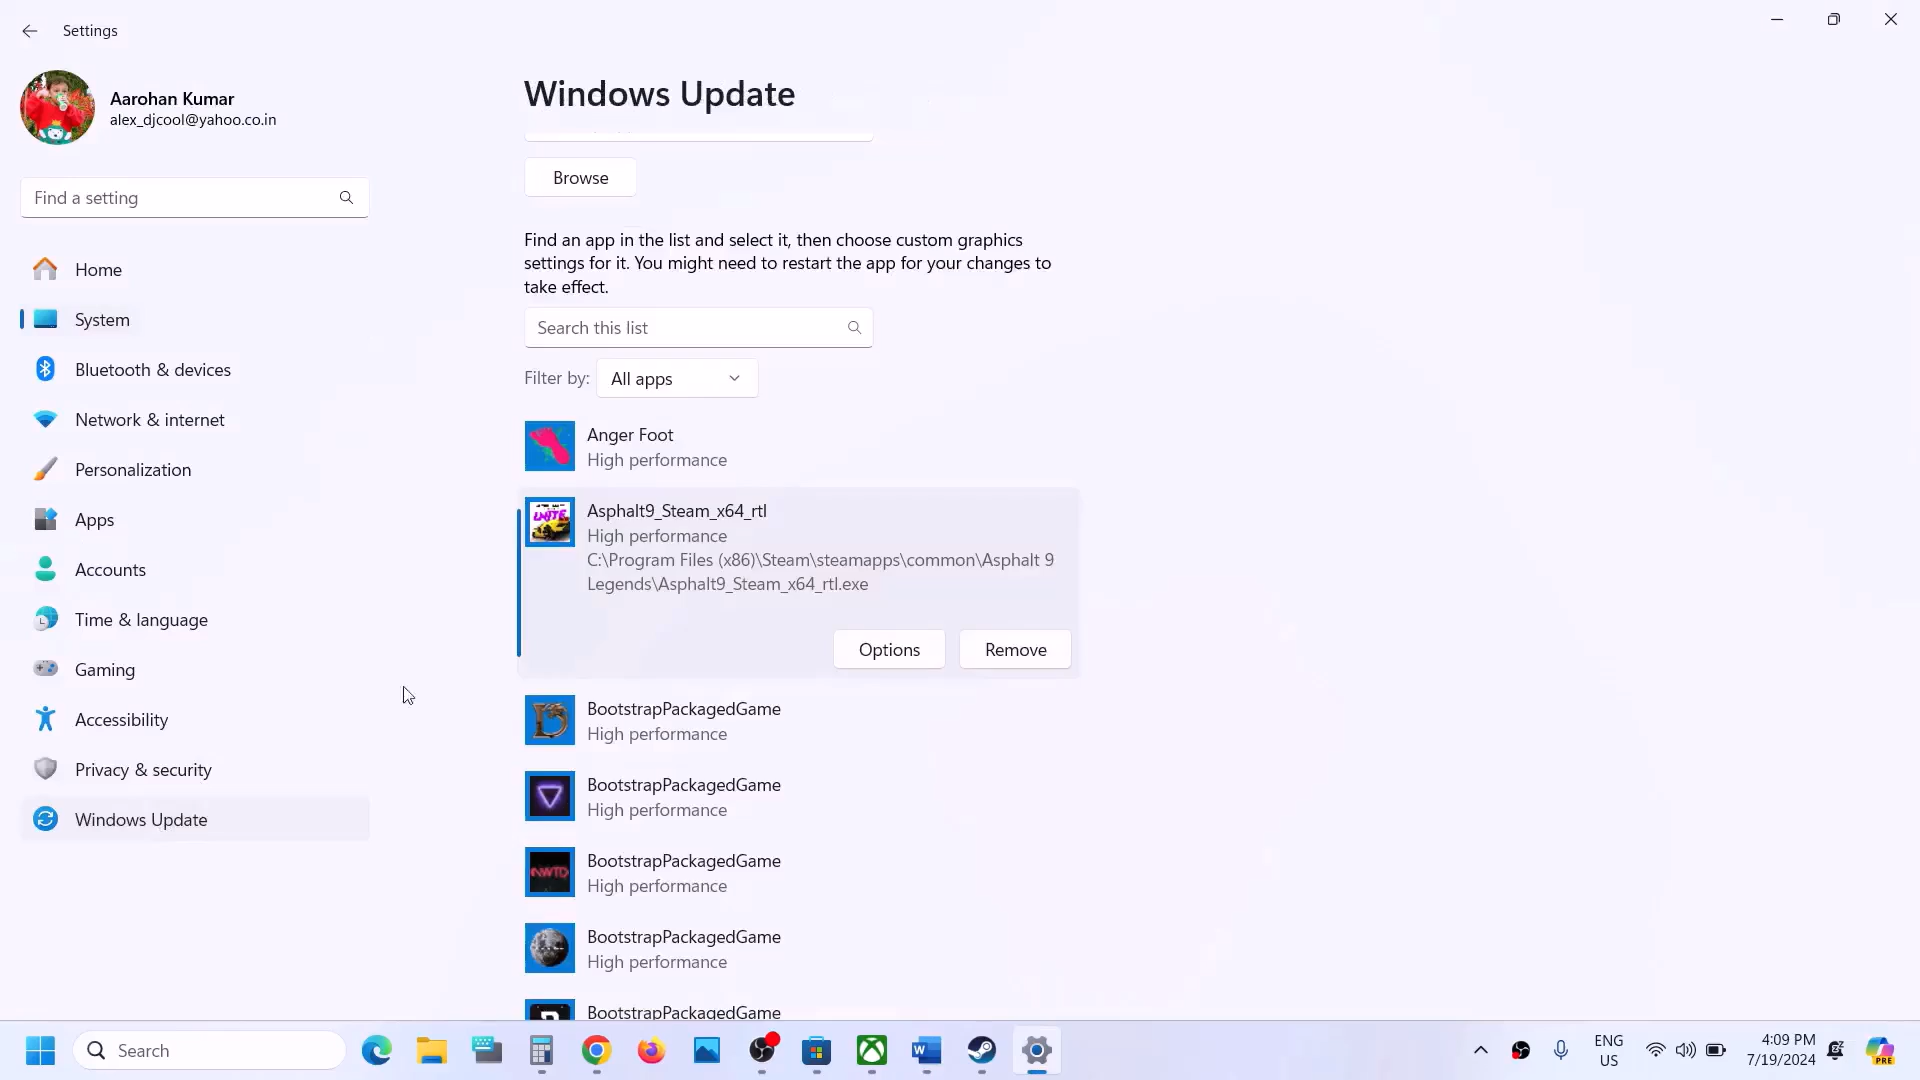 Settings
Aarohan Kumar
alex_djcool@yahoo.co.in
Find a setting
Home
System
Bluetooth & devices
Network & internet
Personalization
Apps
Accounts
Time & language
Gaming
Accessibility
Privacy & security
Windows Update
Windows Update
Browse
Find an app in the list and select it, then choose custom graphics
settings for it. You might need to restart the app for your changes to
take effect.
Search this list
Filter by: All apps
Anger Foot
High performance
Asphalt9_Steam_x64_rtl
High performance
C:\Program Files (x86)\Steam\steamapps\common\Asphalt 9
Legends\Asphalt9_Steam_x64_rtl.exe
Options Remove
BootstrapPackagedGame
High performance
BootstrapPackagedGame
High performance
BootstrapPackagedGame
High performance
BootstrapPackagedGame
High performance
BootstrapPackagedGame
Search
ENG
US
4:09 PM
7/19/2024
PRE